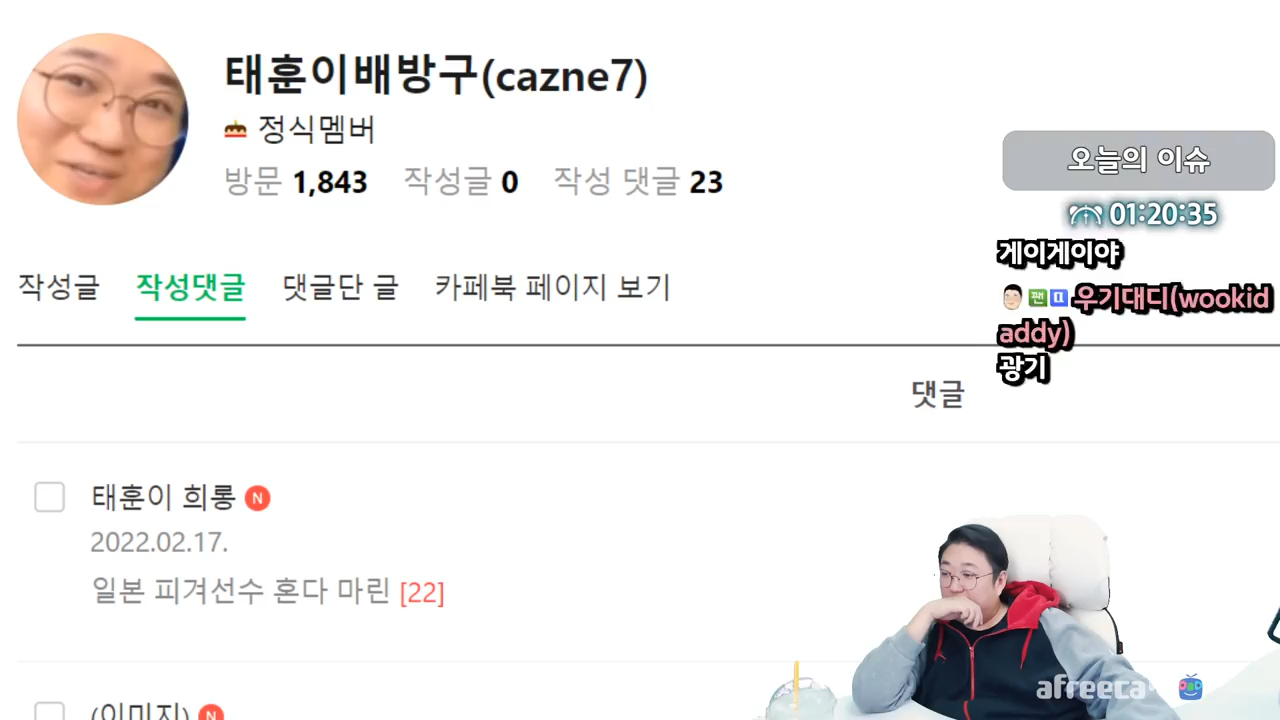 태훈이배방구(cazne7)
정식멤버
방문 1,843 작성글 0 작성 댓글 23
오늘의 이슈
01:20:35
게이게이야
팬 우기대디(wookid
addy)
광기
작성글 작성댓글 댓글단 글 카페북 페이지 보기
댓글
태훈이 희롱 N
2022.02.17.
일본 피겨선수 혼다 마린 [22]
(이미지) N
afreeca